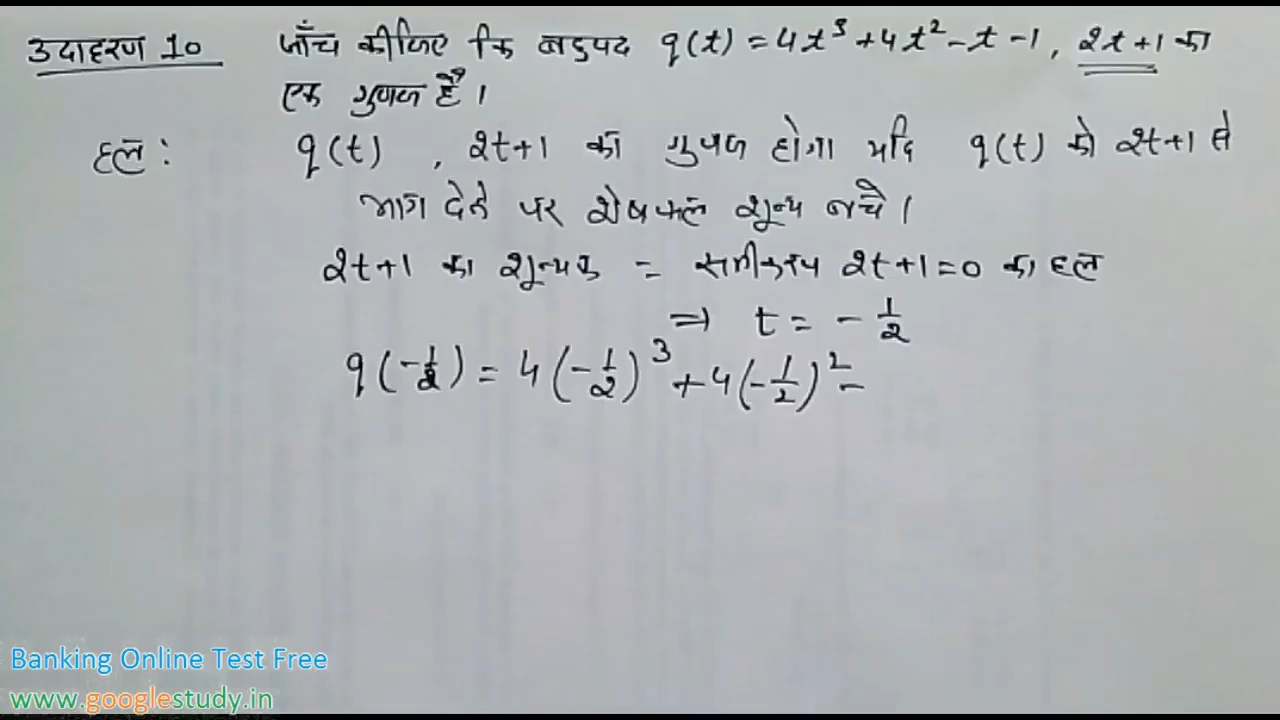 उदाहरण 10 जाँच कीजिए कि बहुपद q(t) = 4t³ + 4t² - t - 1, 2t + 1 का
एक गुणज है।
हल: q(t), 2t+1 का गुणज होगा यदि q(t) को 2t+1 से
भाग देने पर शेषफल शून्य बचे।
2t+1 का शून्यक = समीकरण 2t+1=0 का हल
⇒ t = - 1/2
q(-1/2) = 4(-1/2)³ + 4(-1/2)² -
Banking Online Test Free
www.googlestudy.in